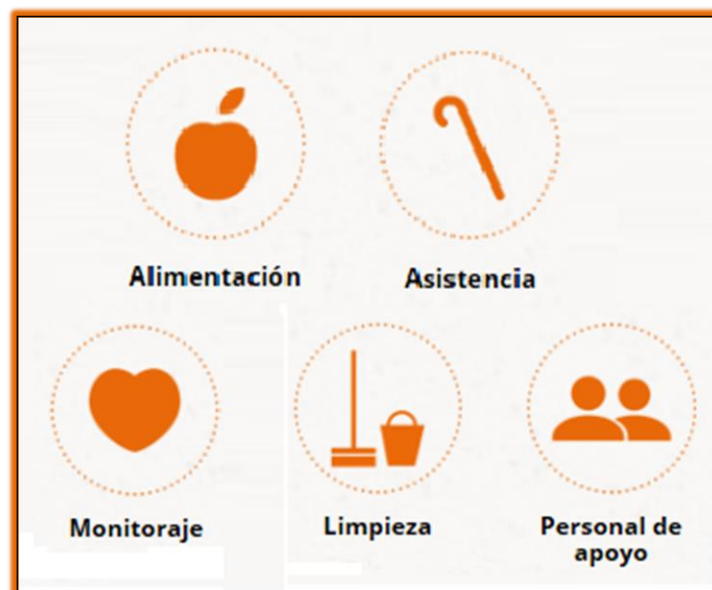 Alimentación
Asistencia
Monitoraje
Limpieza
Personal de
apoyo